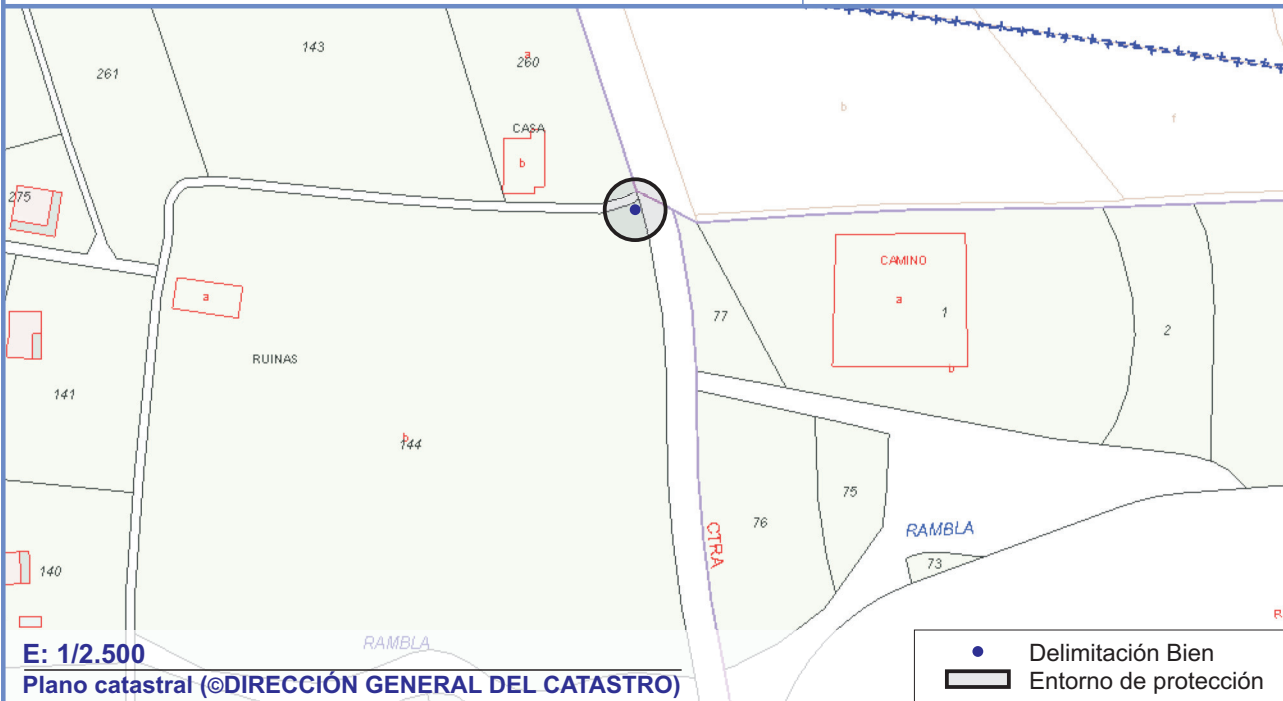 143
261
a
260
CASA
b
b
f
275
CAMINO
a
1
a
77
2
RUINAS
b
141
b
144
75
76
RAMBLA
CTRA
73
140
R
RAMBLA
E: 1/2.500
Plano catastral (©DIRECCIÓN GENERAL DEL CATASTRO)
Delimitación Bien
Entorno de protección